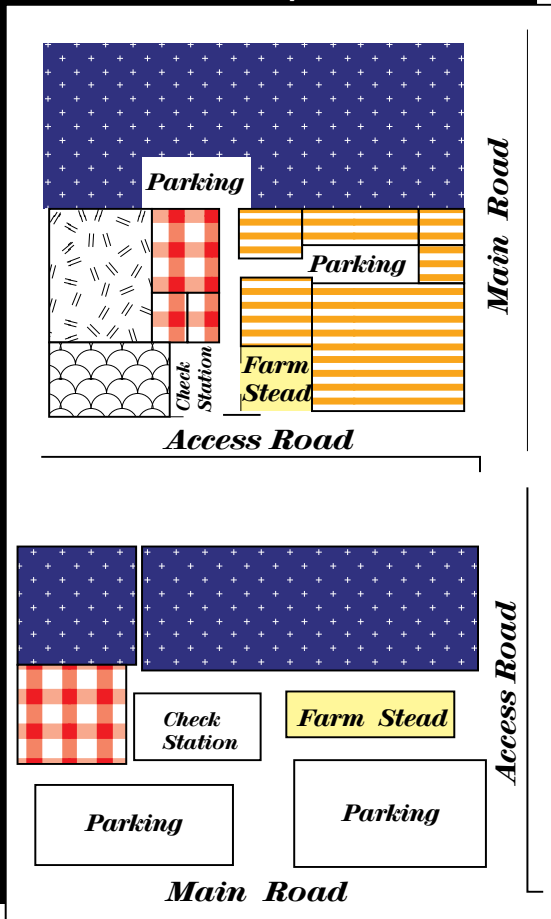 Parking
Main Road
Parking
Check
Station
Farm
Stead
Access Road
Access Road
Check
Station
Farm Stead
Parking
Parking
Main Road